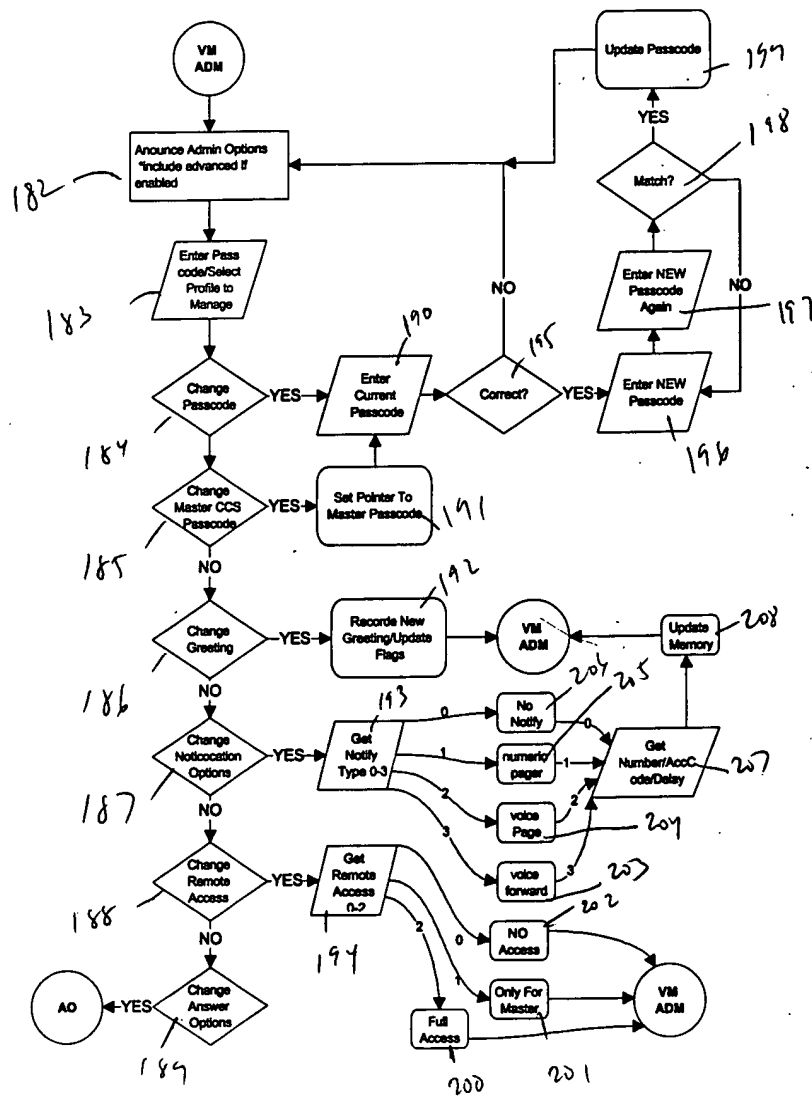 VM
ADM
Update Passcode
199
YES
198
Anounce Admin Options
*include advanced if
enabled
182
Match?
Enter Pass
code/Select
Profile to
Manage
183
NO
Enter NEW
Passcode
Again
NO
197
190
195
Change
Passcode
YES
Enter
Current
Passcode
Correct?
YES
Enter NEW
Passcode
184
196
Change
Master CCS
Passcode
YES
Set Pointer To
Master Passcode
191
185
NO
192
Change
Greeting
YES
Recorde New
Greeting/Update
Flags
VM
ADM
Update
Memory
208
186
NO
193
205
Change
Noticocation
Options
YES
Get
Notify
Type 0-3
0
No
Notify
0
1
numeric
pager
1
Get
Number/AccC
ode/Delay
207
187
2
voice
Page
2
204
NO
3
voice
forward
3
203
Change
Remote
Access
YES
Get
Remote
Access
0-2
202
188
194
0
NO
Access
NO
2
1
Only For
Master
VM
ADM
AO
YES
Change
Answer
Options
Full
Access
189
200
201